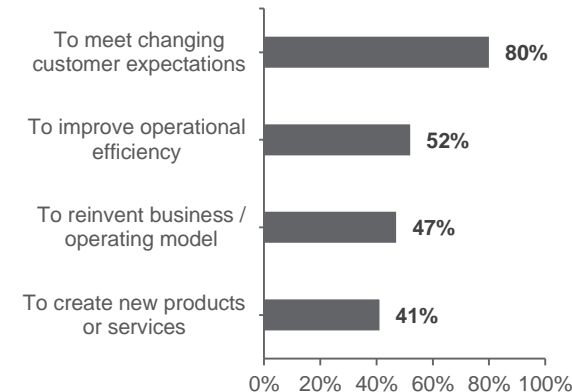 To meet changing
customer expectations
80%
To improve operational
efficiency
52%
To reinvent business /
operating model
47%
To create new products
or services
41%
0% 20% 40% 60% 80% 100%